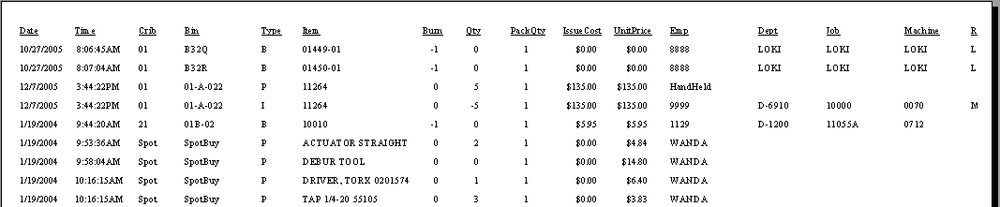 Date Time Crib Bin Type Item Burn Qty PackQty IssueCost UnitPrice Emp Dept Job Machine R
10/27/2005 8:06:45AM 01 B32Q B 01449-01 -1 0 1 $0.00 $0.00 8888 LOKI LOKI LOKI L
10/27/2005 8:07:04AM 01 B32R B 01450-01 -1 0 1 $0.00 $0.00 8888 LOKI LOKI LOKI L
12/7/2005 3:44:22PM 01 01-A-022 P 11264 0 5 1 $135.00 $135.00 HandHeld
12/7/2005 3:44:22PM 01 01-A-022 I 11264 0 -5 1 $135.00 $135.00 9999 D-6910 10000 0070 M
1/19/2004 9:44:20AM 21 01B-02 B 10010 -1 0 1 $5.95 $5.95 1129 D-1200 11055A 0712
1/19/2004 9:53:36AM Spot SpotBuy P ACTUATOR STRAIGHT 0 2 1 $0.00 $4.84 WANDA
1/19/2004 9:58:04AM Spot SpotBuy P DEBUR TOOL 0 0 1 $0.00 $14.80 WANDA
1/19/2004 10:16:15AM Spot SpotBuy P DRIVER, TORX 0201574 0 1 1 $0.00 $6.40 WANDA
1/19/2004 10:16:15AM Spot SpotBuy P TAP 1/4-20 55105 0 3 1 $0.00 $3.83 WANDA